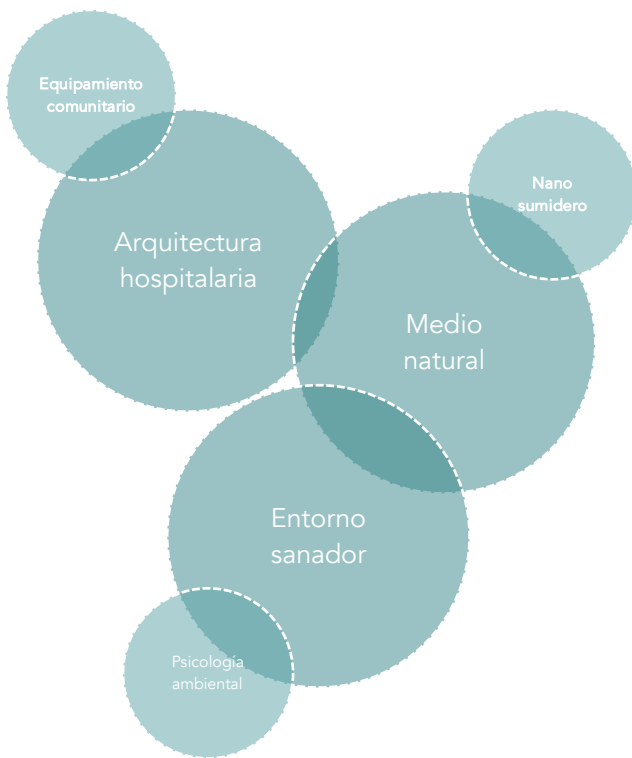 Equipamiento
comunitario
Nano
sumidero
Arquitectura
hospitalaria
Medio
natural
Entorno
sanador
Psicología
ambiental